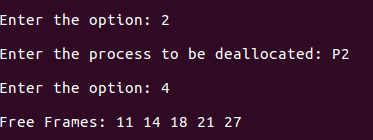 Enter the option: 2
Enter the process to be deallocated: P2
Enter the option: 4
Free Frames: 11 14 18 21 27